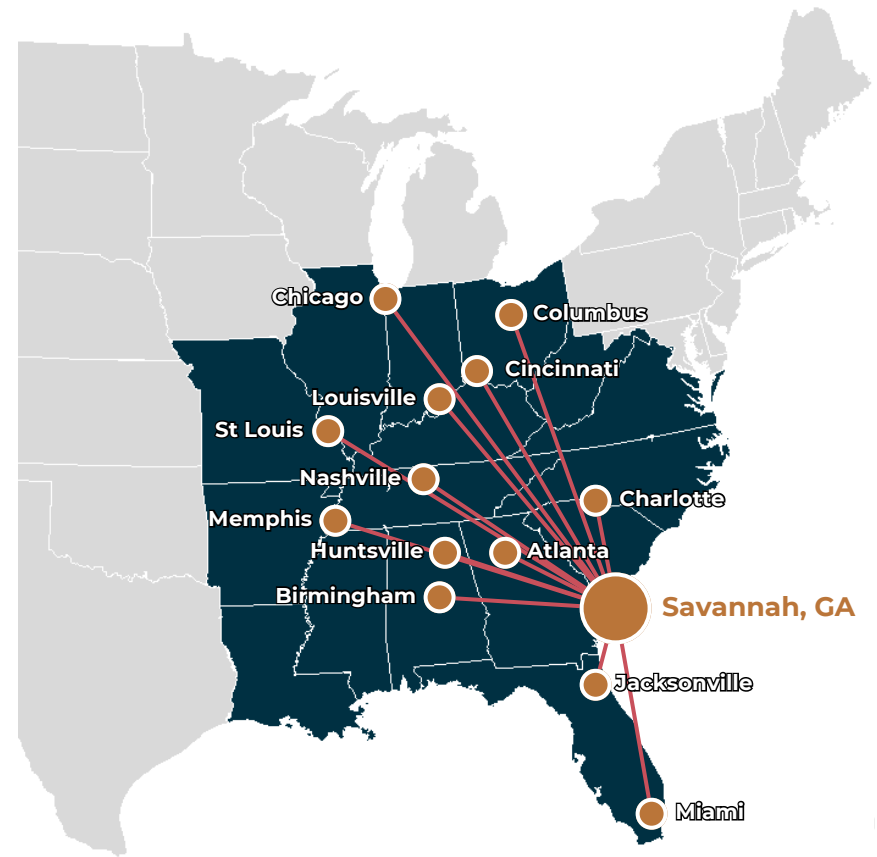 Chicago
Columbus
Cincinnati
Louisville
St Louis
Nashville
Charlotte
Memphis
Huntsville
Atlanta
Birmingham
Savannah, GA
Jacksonville
Miami